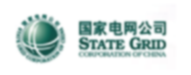 国家电网公司
STATE GRID
CORPORATION OF CHINA